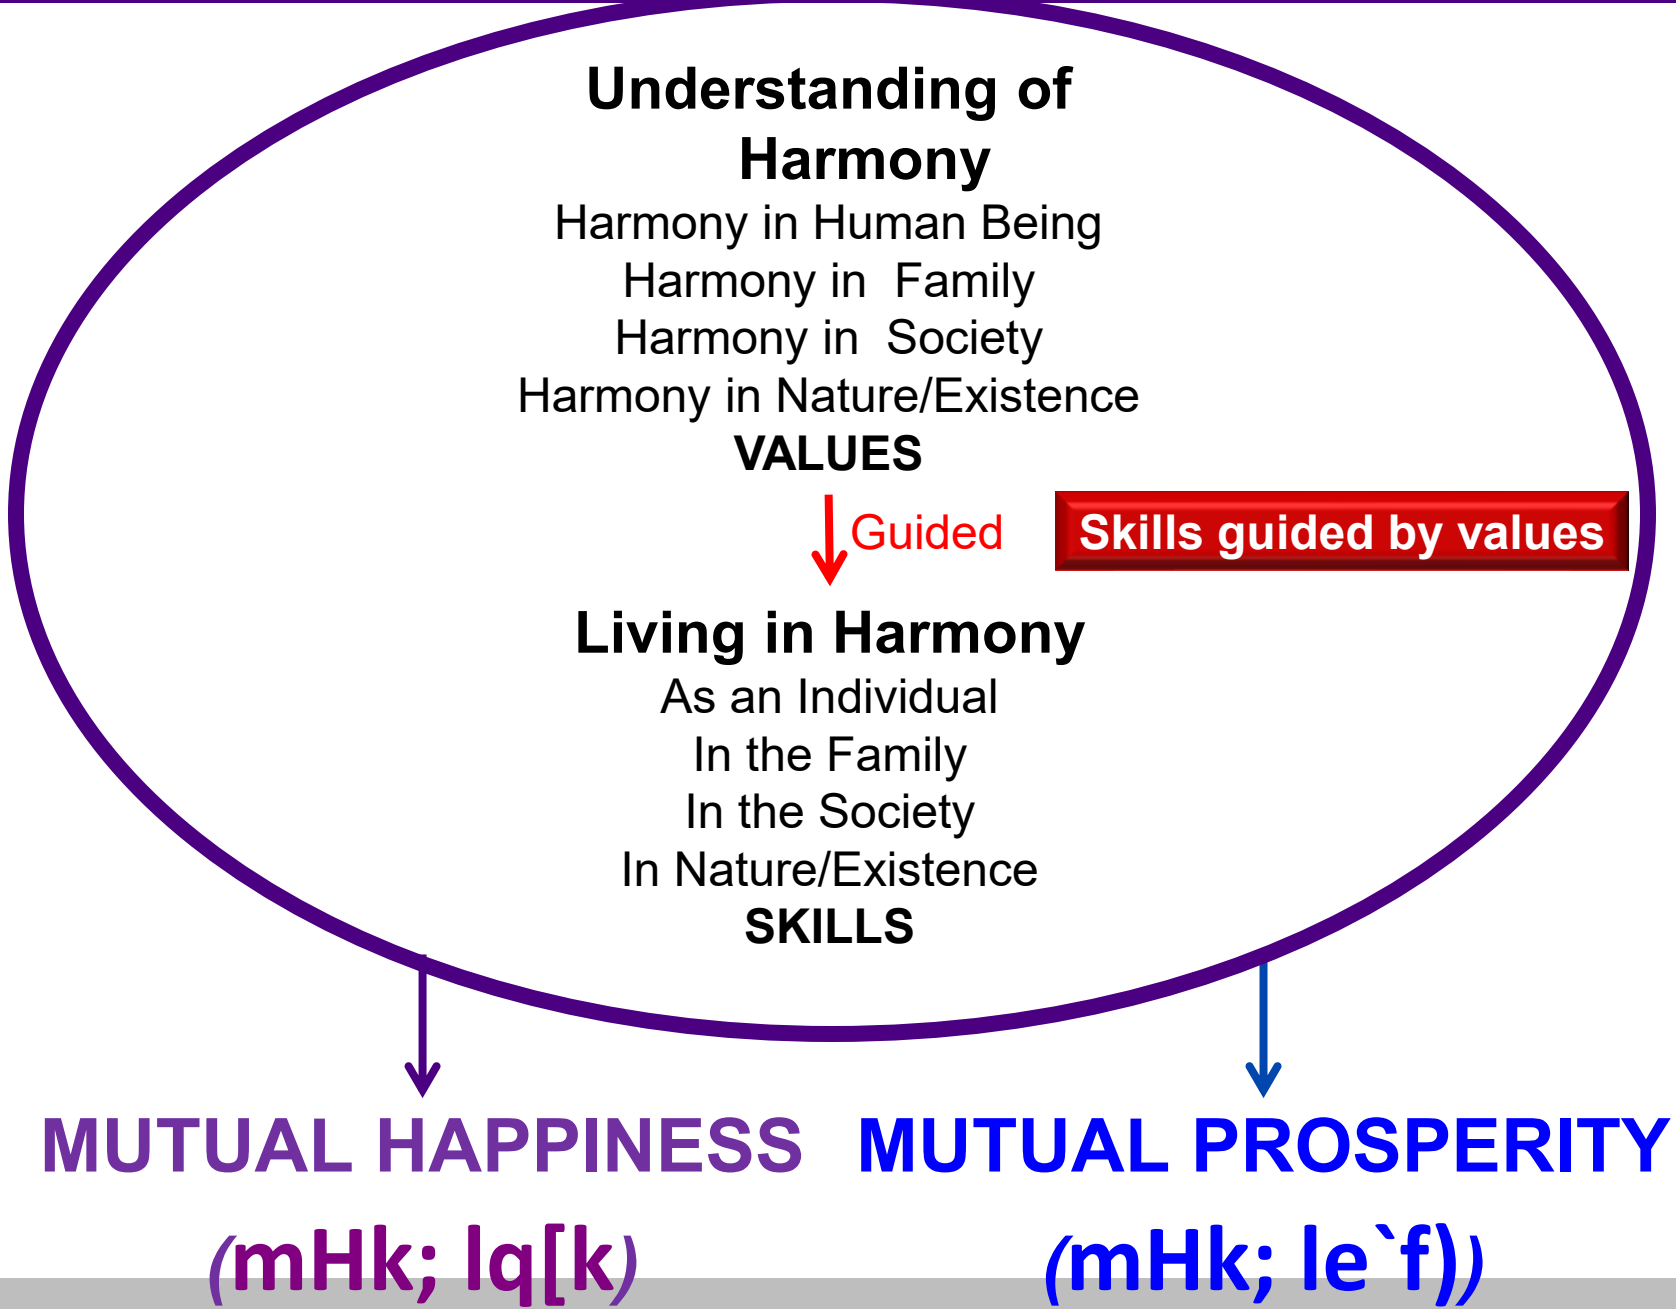 Understanding of
Harmony
Harmony in Human Being
Harmony in Family
Harmony in Society
Harmony in Nature/Existence
VALUES
Guided
Skills guided by values
Living in Harmony
As an Individual
In the Family
In the Society
In Nature/Existence
SKILLS
MUTUAL HAPPINESS
MUTUAL PROSPERITY
(mHk; lq[k)
(mHk; le`f))